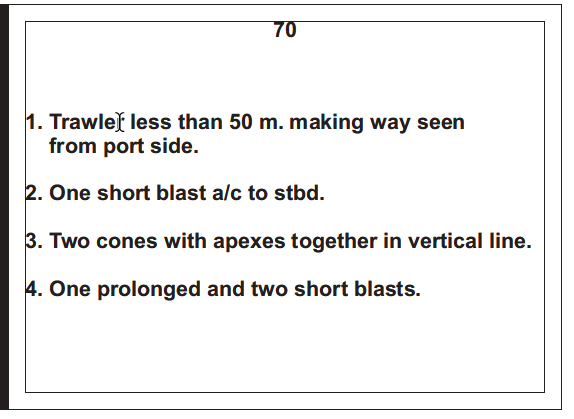 70
1. Trawler less than 50 m. making way seen
from port side.
2. One short blast a/c to stbd.
3. Two cones with apexes together in vertical line.
4. One prolonged and two short blasts.